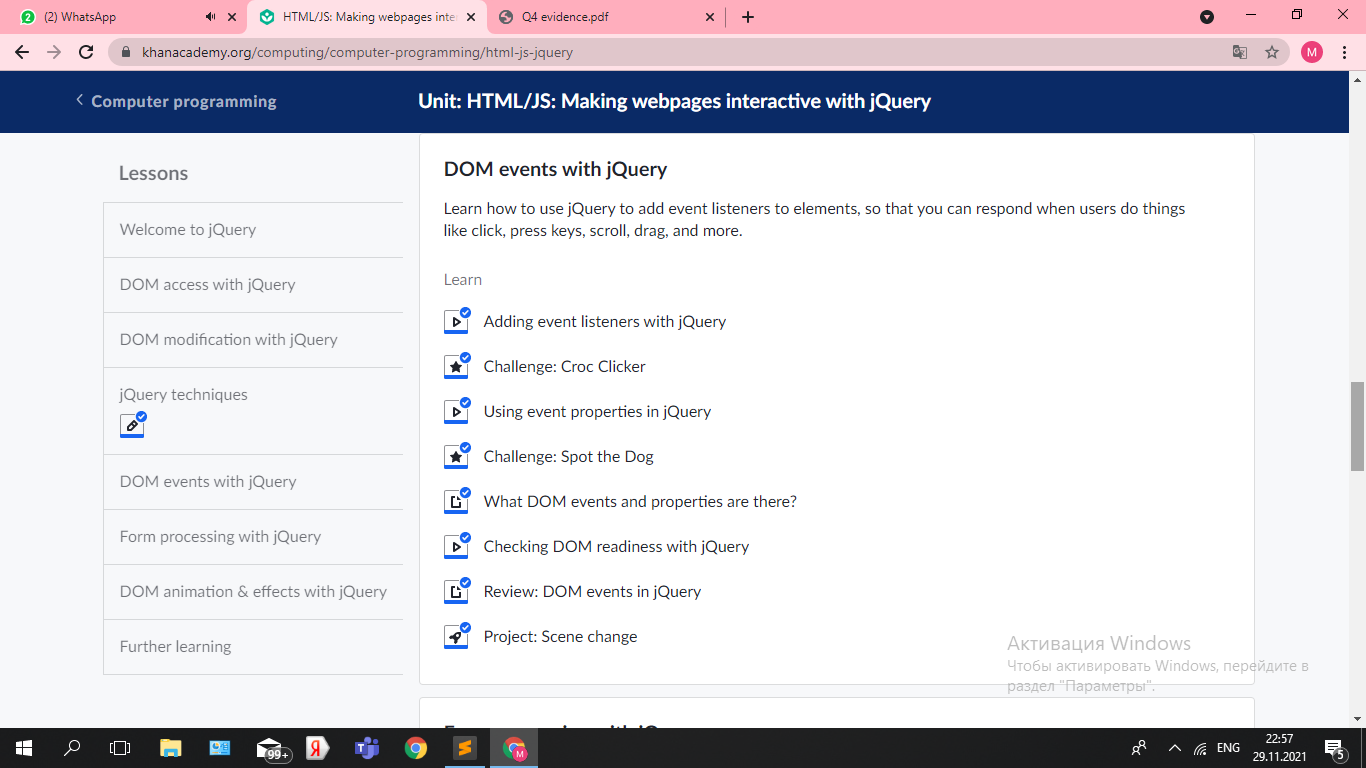 (2) WhatsApp
HTML/JS: Making webpages inter
Q4 evidence.pdf
khanacademy.org/computing/computer-programming/html-js-jquery
M
Computer programming
Unit: HTML/JS: Making webpages interactive with jQuery
Lessons
Welcome to jQuery
DOM access with jQuery
DOM modification with jQuery
jQuery techniques
DOM events with jQuery
Form processing with jQuery
DOM animation & effects with jQuery
Further learning
DOM events with jQuery
Learn how to use jQuery to add event listeners to elements, so that you can respond when users do things
like click, press keys, scroll, drag, and more.
Learn
Adding event listeners with jQuery
Challenge: Croc Clicker
Using event properties in jQuery
Challenge: Spot the Dog
What DOM events and properties are there?
Checking DOM readiness with jQuery
Review: DOM events in jQuery
Project: Scene change
Активация Windows
Чтобы активировать Windows, перейдите в
раздел "Параметры".
99+
Я
M
ENG
22:57
29.11.2021
5